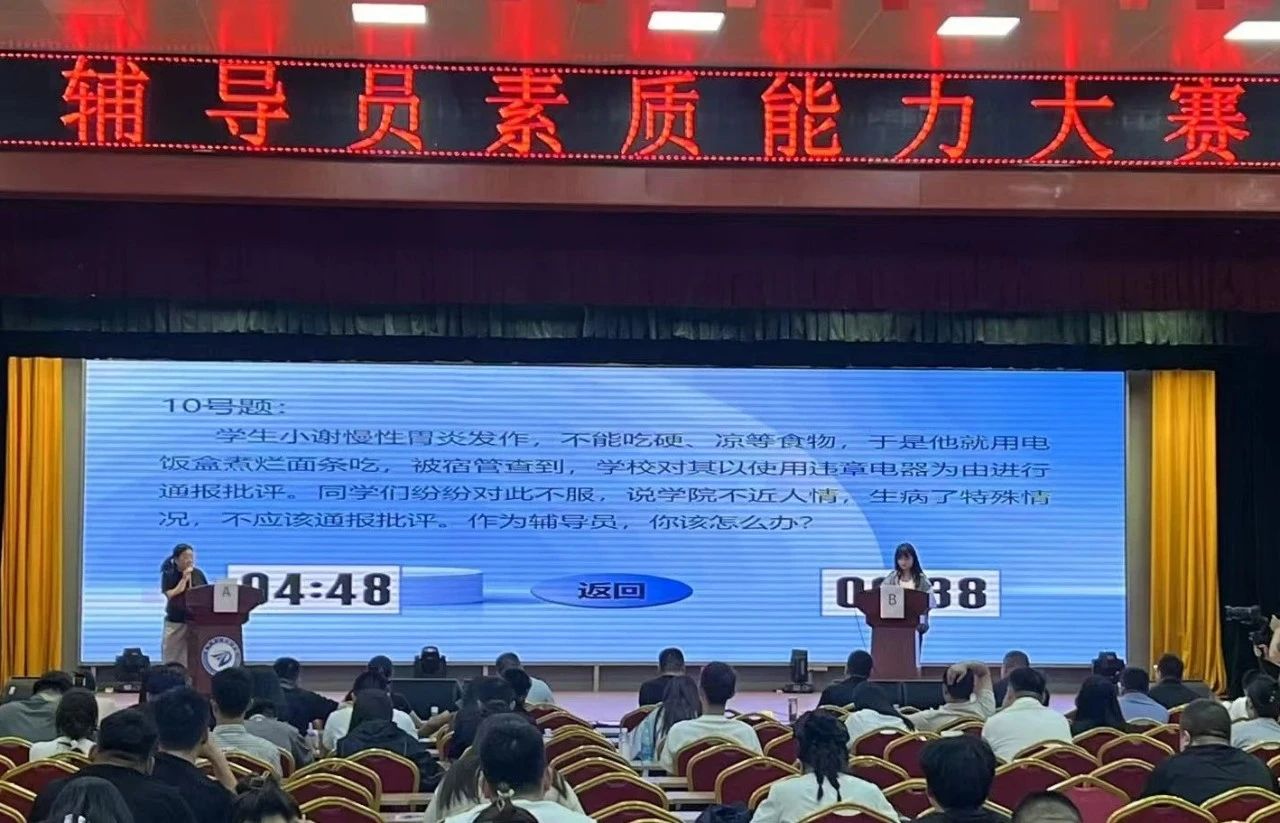 辅导员素质能力大赛
10号题：
学生小谢慢性胃炎发作，不能吃硬、凉等食物，于是他就用电
饭盒煮烂面条吃，被宿管查到，学校对其以使用违章电器为由进行
通报批评。同学们纷纷对此不服，说学院不近人情，生病了特殊情
况，不应该通报批评。作为辅导员，你该怎么办？
A
04:48
返回
B
38